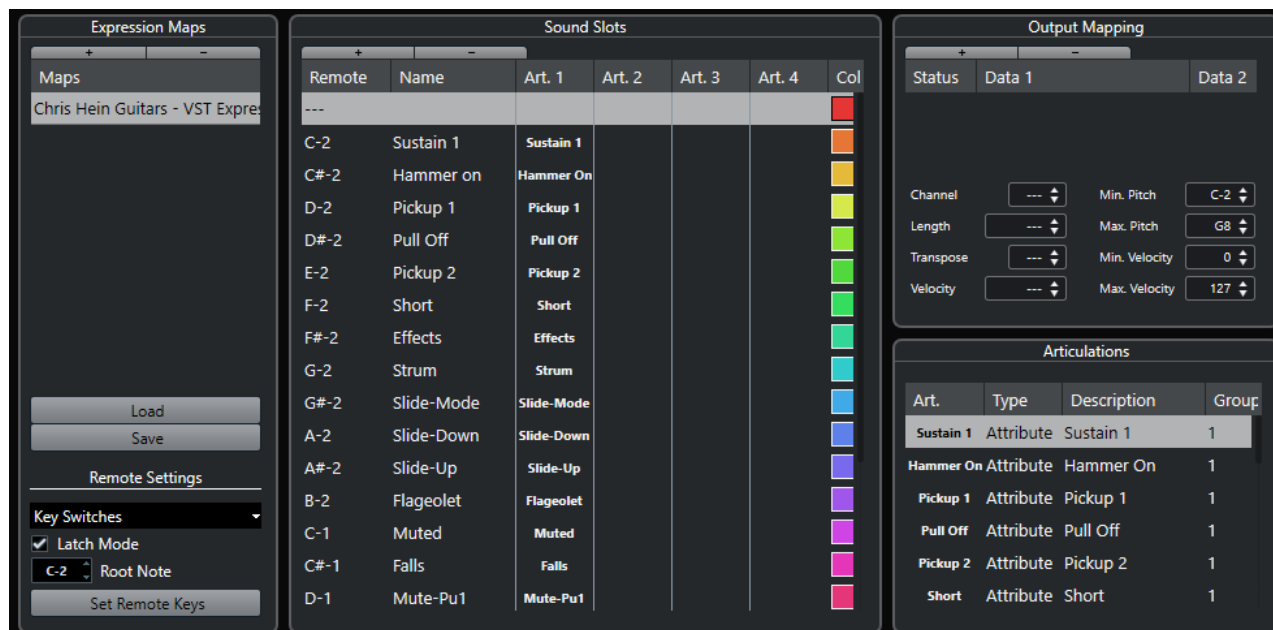 Expression Maps
+ -
Maps
Chris Hein Guitars - VST Expres
Load
Save
Remote Settings
Key Switches
Latch Mode
C-2 Root Note
Set Remote Keys
Sound Slots
+ -
Remote Name Art. 1 Art. 2 Art. 3 Art. 4 Col
---
C-2 Sustain 1 Sustain 1
C#-2 Hammer on Hammer On
D-2 Pickup 1 Pickup 1
D#-2 Pull Off Pull Off
E-2 Pickup 2 Pickup 2
F-2 Short Short
F#-2 Effects Effects
G-2 Strum Strum
G#-2 Slide-Mode Slide-Mode
A-2 Slide-Down Slide-Down
A#-2 Slide-Up Slide-Up
B-2 Flageolet Flageolet
C-1 Muted Muted
C#-1 Falls Falls
D-1 Mute-Pu1 Mute-Pu1
Output Mapping
+ -
Status Data 1 Data 2
Channel --- Min. Pitch C-2
Length --- Max. Pitch G8
Transpose --- Min. Velocity 0
Velocity --- Max. Velocity 127
Articulations
Art. Type Description Group
Sustain 1 Attribute Sustain 1 1
Hammer On Attribute Hammer On 1
Pickup 1 Attribute Pickup 1 1
Pull Off Attribute Pull Off 1
Pickup 2 Attribute Pickup 2 1
Short Attribute Short 1